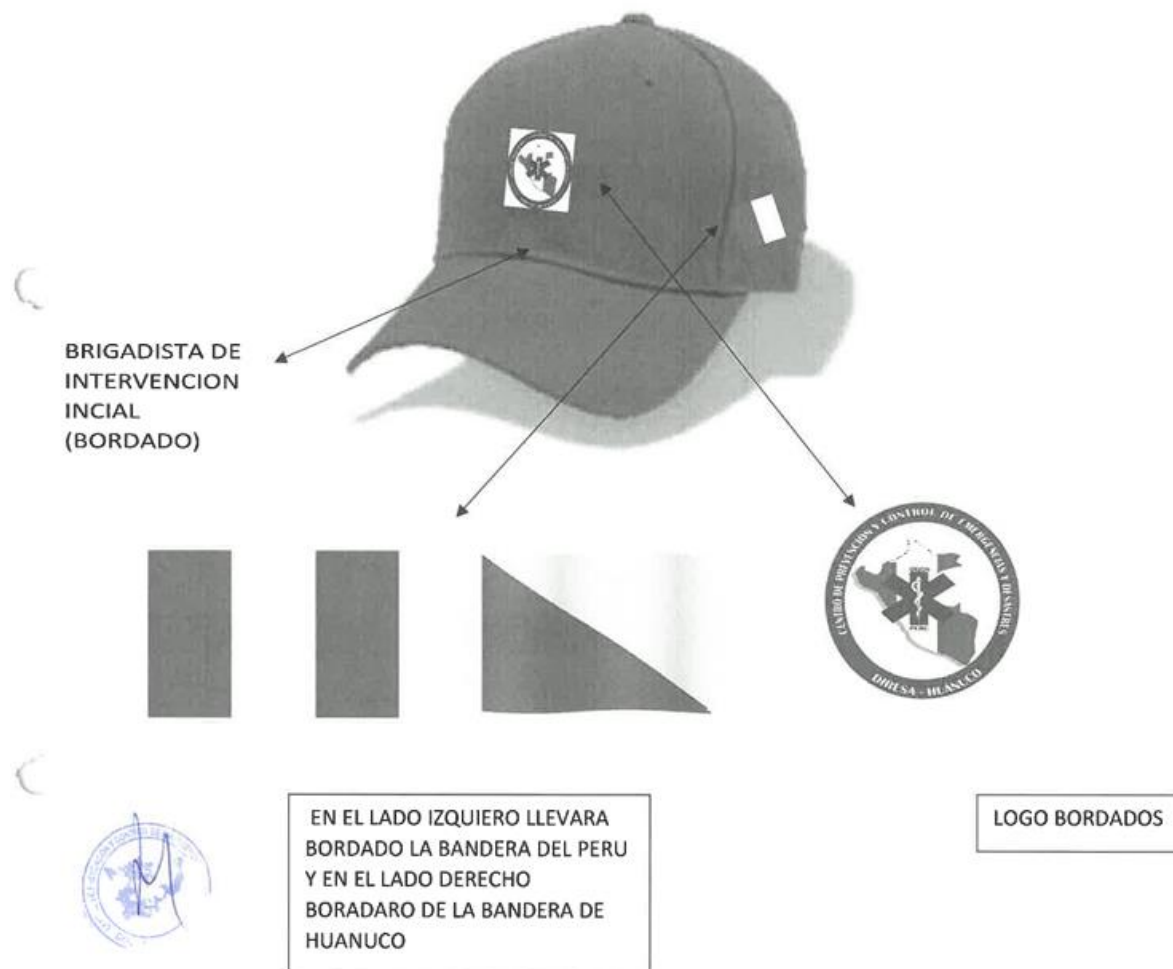 BRIGADISTA DE
INTERVENCION
INCIAL
(BORDADO)
CENTRO DE PREVENCION Y CONTROL DE EMERGENCIAS Y DESASTRES
PERU
DIRESA - HUANUCO
EN EL LADO IZQUIERO LLEVARA
BORDADO LA BANDERA DEL PERU
Y EN EL LADO DERECHO
BORADARO DE LA BANDERA DE
HUANUCO
LOGO BORDADOS